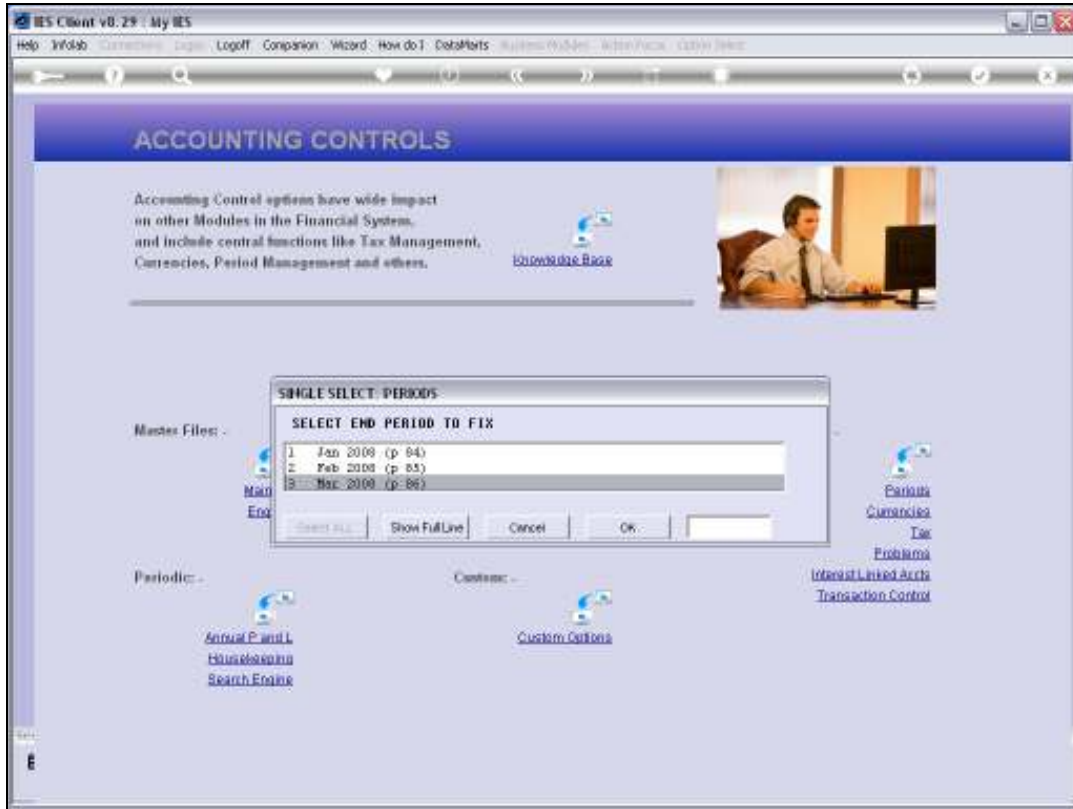 IES Client v8.29 : My IES
Help Infolab Logoff Companion Wizard How do I DataMarts
ACCOUNTING CONTROLS
Accounting Control options have wide impact
on other Modules in the Financial System,
and include central functions like Tax Management,
Currencies, Period Management and others.
Knowledge Base
SINGLE SELECT: PERIODS
SELECT END PERIOD TO FIX
1 Jan 2008 (p 84)
2 Feb 2008 (p 85)
3 Mar 2008 (p 86)
Select ALL Show Full Line Cancel OK
Master Files: -
Main
Enq
Periods
Currencies
Tax
Problems
Interest Linked Accts
Transaction Control
Periodic: -
Annual P and L
Housekeeping
Search Engine
Custom: -
Custom Options